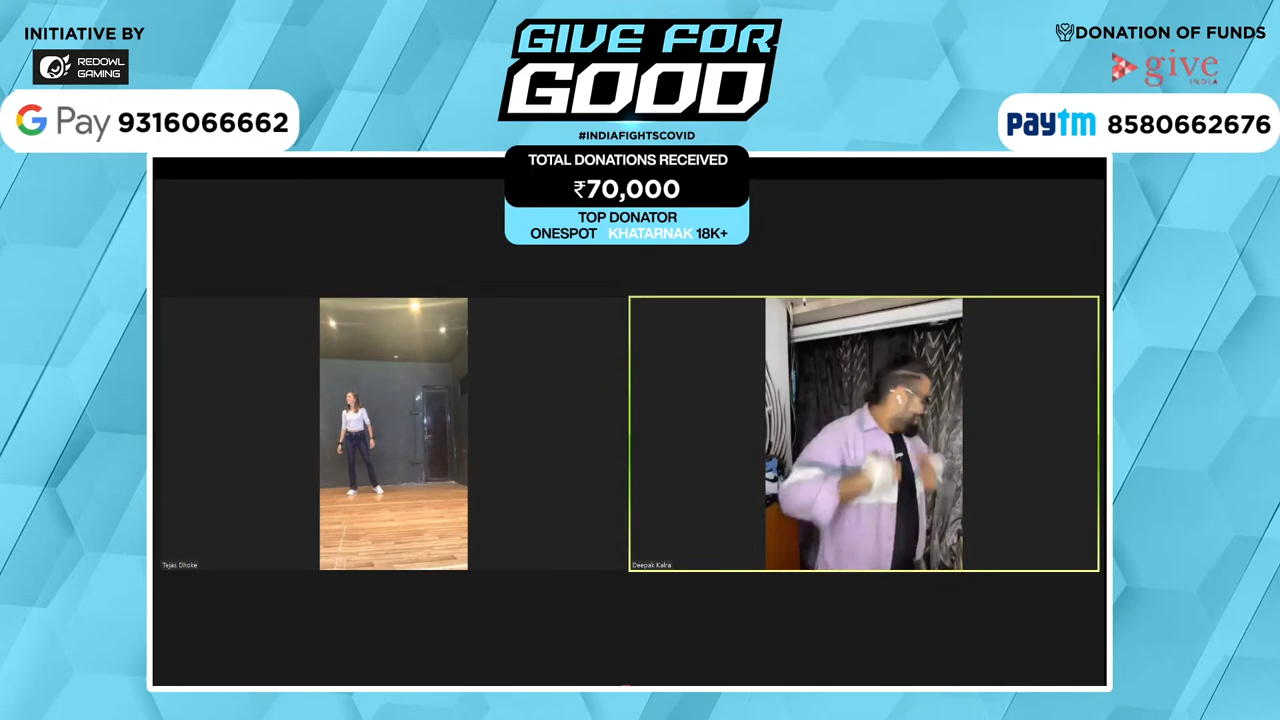 INITIATIVE BY
REDOWL
GAMING
G Pay 9316066662
GIVE FOR
GOOD
#INDIAFIGHTSCOVID
DONATION OF FUNDS
give
INDIA
paytm 8580662676
TOTAL DONATIONS RECEIVED
₹70,000
TOP DONATOR
ONESPOT KHATARNAK 18K+
Tejas Dhoke
Deepak Kalra